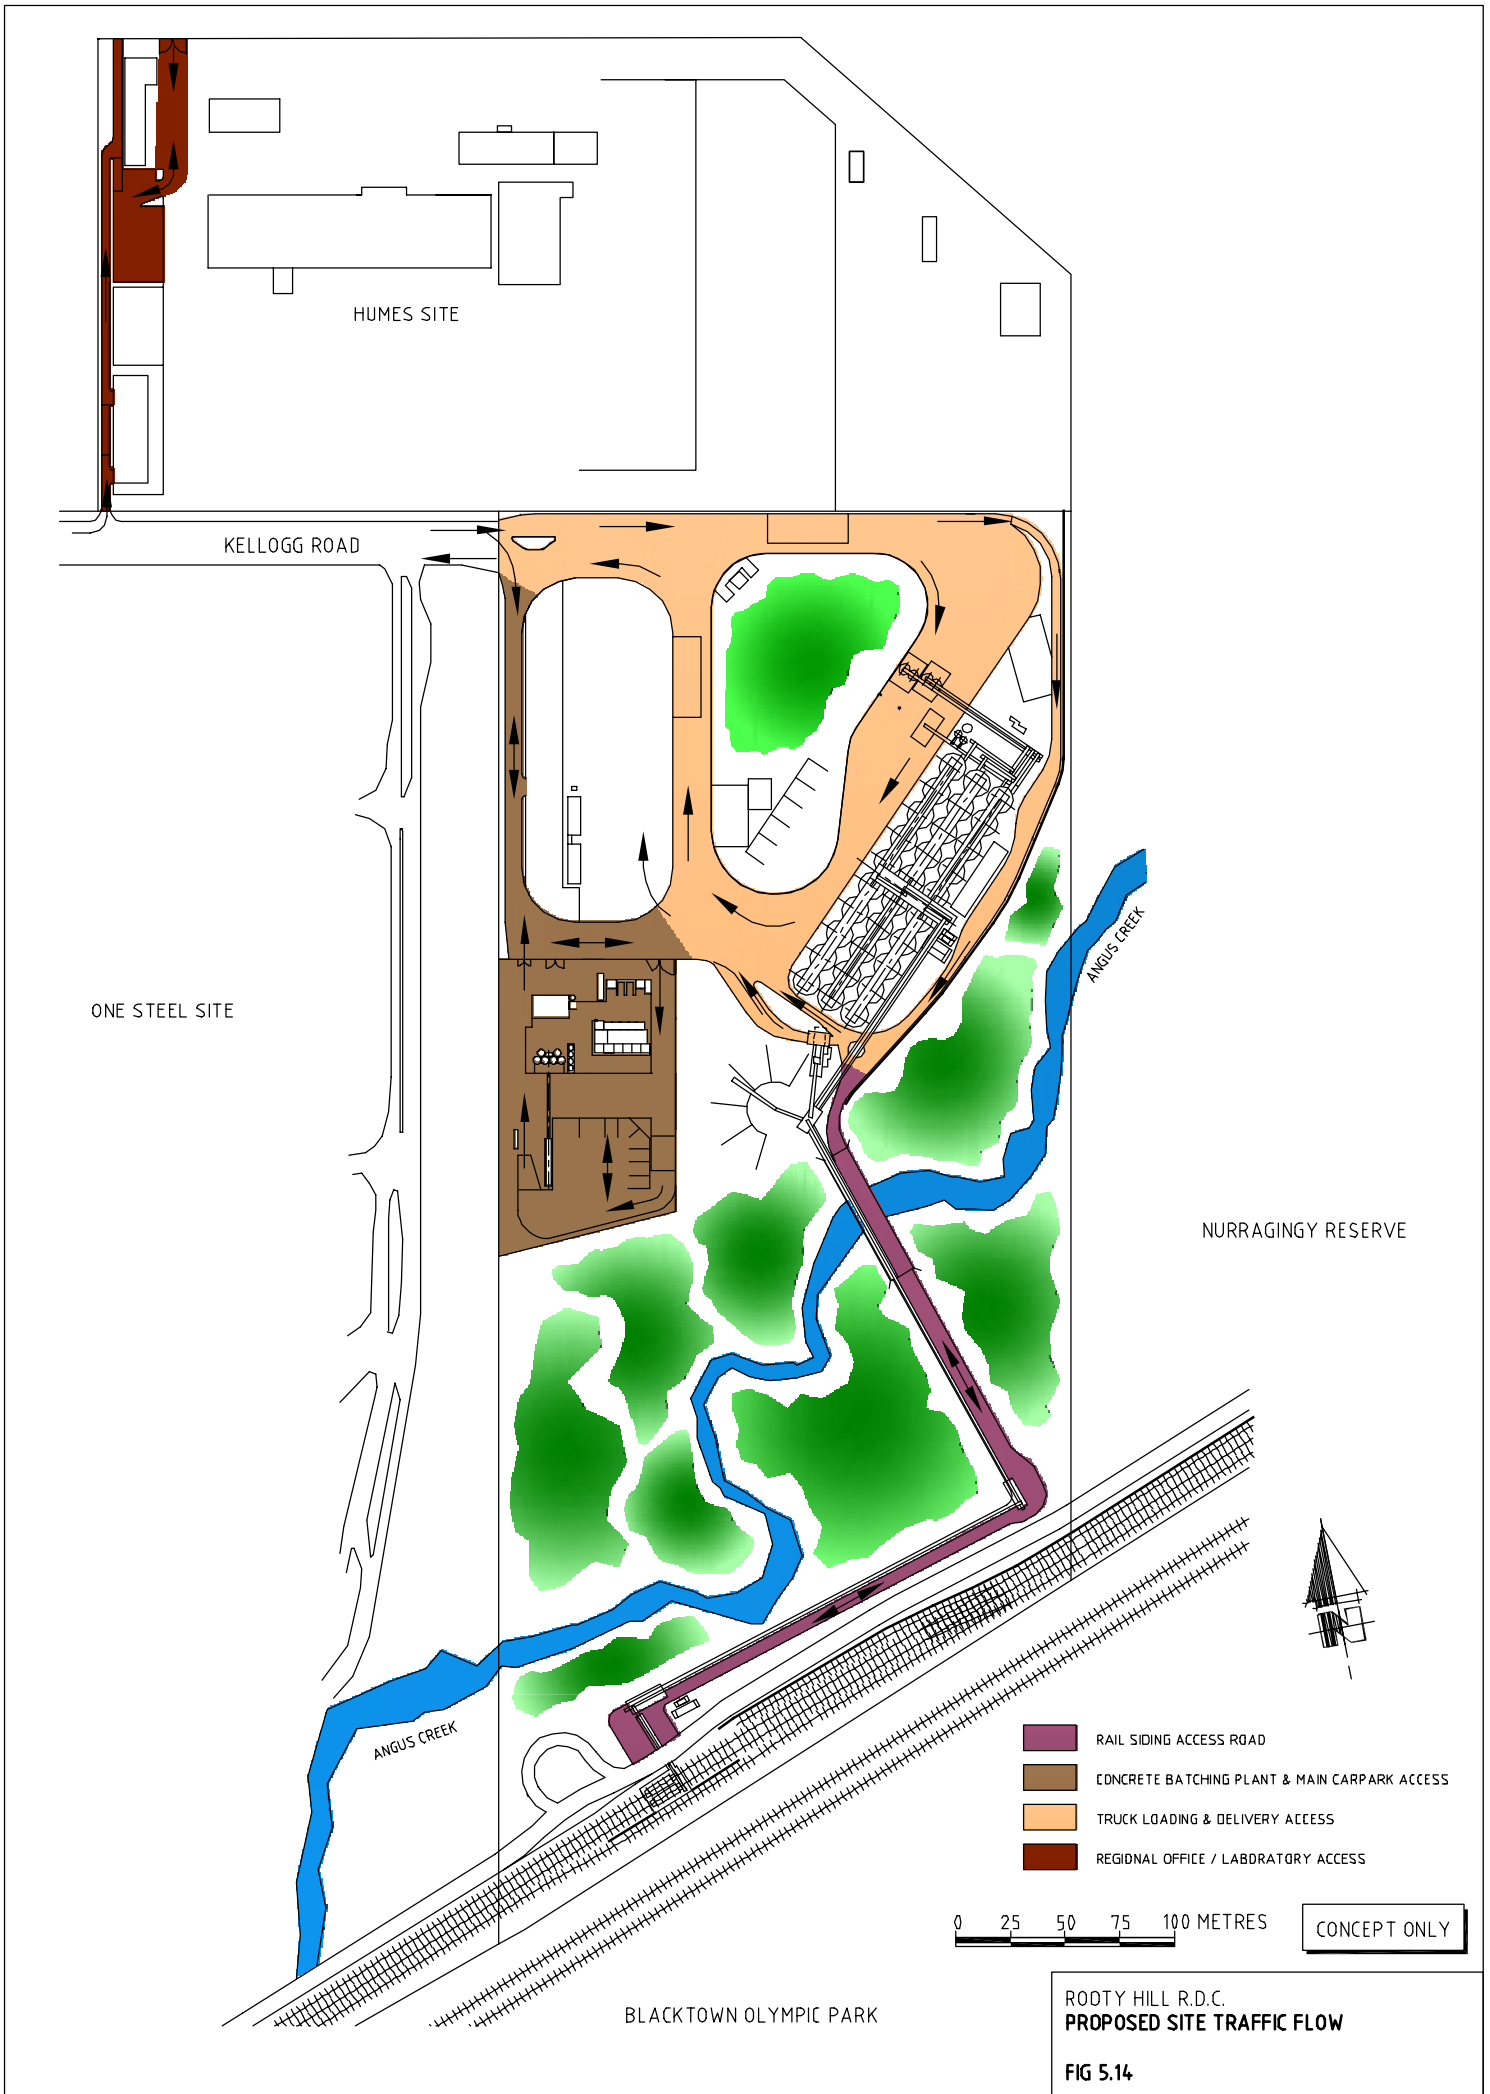 HUMES SITE
KELLOGG ROAD
ANGUS CREEK
ONE STEEL SITE
NURRAGINGY RESERVE
ANGUS CREEK
RAIL SIDING ACCESS ROAD
CONCRETE BATCHING PLANT & MAIN CARPARK ACCESS
TRUCK LOADING & DELIVERY ACCESS
REGIONAL OFFICE / LABORATORY ACCESS
0 25 50 75 100 METRES
CONCEPT ONLY
BLACKTOWN OLYMPIC PARK
ROOTY HILL R.D.C.
PROPOSED SITE TRAFFIC FLOW
FIG 5.14